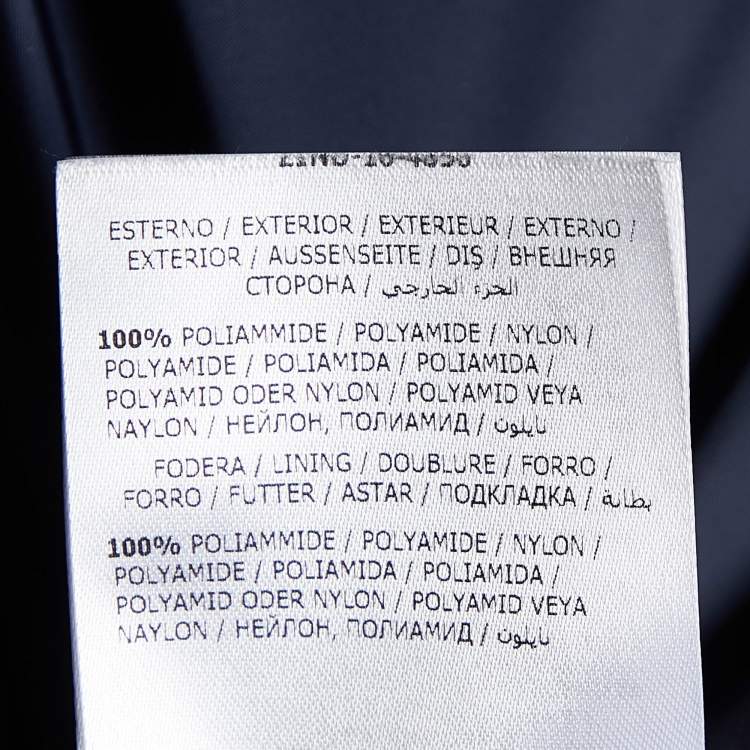 ESTERNO / EXTERIOR / EXTERIEUR / EXTERNO /
EXTERIOR / AUSSENSEITE / DIŞ / ВНЕШНЯЯ
СТОРОНА / الجزء الخارجي
100% POLIAMMIDE / POLYAMIDE / NYLON /
POLYAMIDE / POLIAMIDA / POLIAMIDA /
POLYAMID ODER NYLON / POLYAMID VEYA
NAYLON / НЕЙЛОН, ПОЛИАМИД / نايلون
FODERA / LINING / DOUBLURE / FORRO /
FORRO / FUTTER / ASTAR / ПОДКЛАДКА / بطانة
100% POLIAMMIDE / POLYAMIDE / NYLON /
POLYAMIDE / POLIAMIDA / POLIAMIDA /
POLYAMID ODER NYLON / POLYAMID VEYA
NAYLON / НЕЙЛОН, ПОЛИАМИД / نايلون